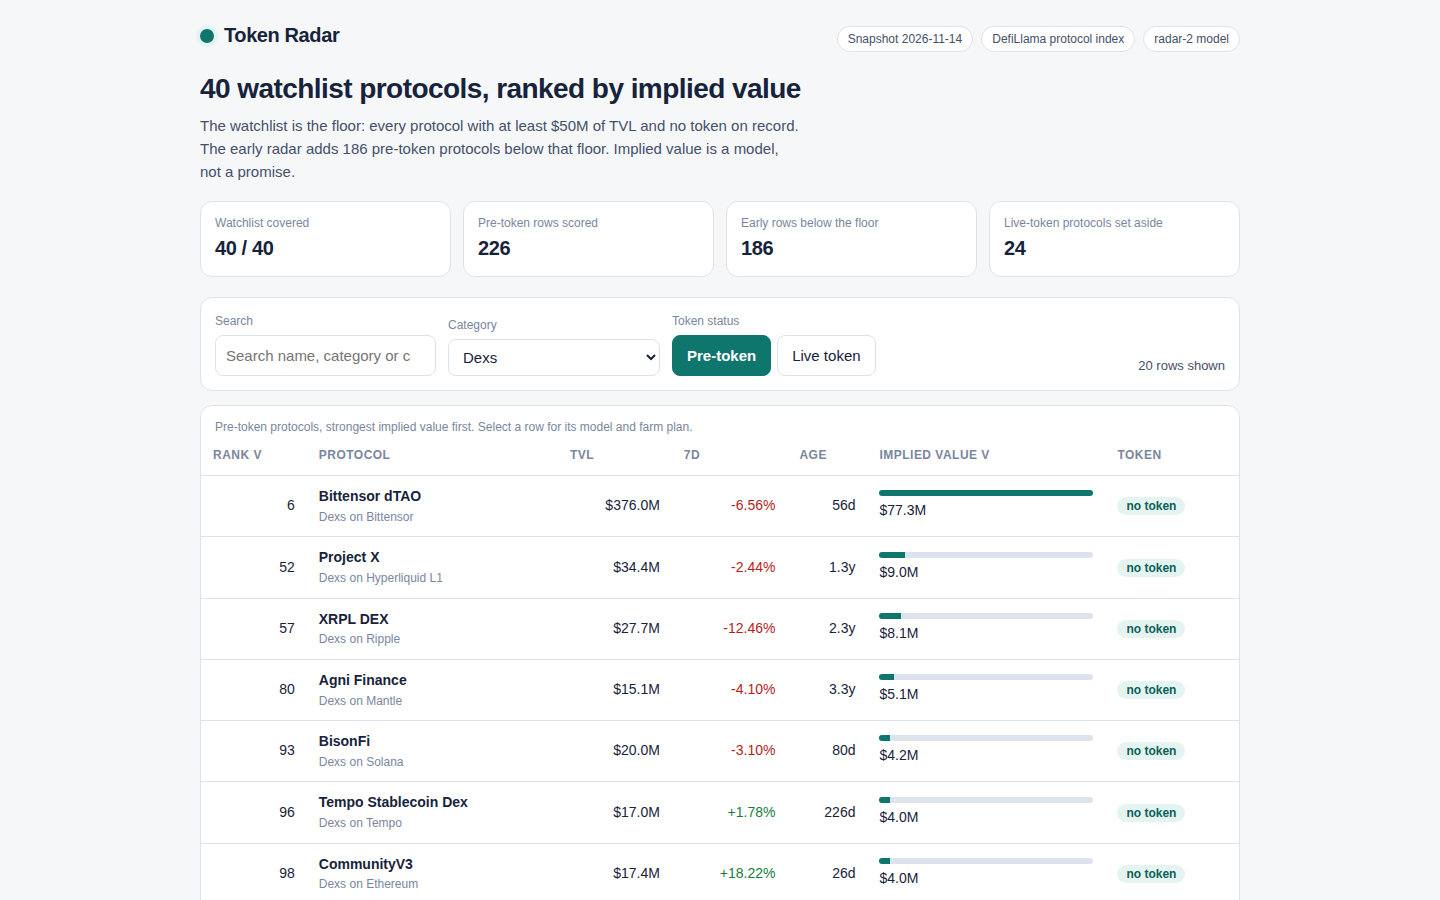 Token Radar
Snapshot 2026-11-14
DefiLlama protocol index
radar-2 model
40 watchlist protocols, ranked by implied value
The watchlist is the floor: every protocol with at least $50M of TVL and no token on record.
The early radar adds 186 pre-token protocols below that floor. Implied value is a model,
not a promise.
Watchlist covered
40 / 40
Pre-token rows scored
226
Early rows below the floor
186
Live-token protocols set aside
24
Search
Search name, category or c
Category
Dexs
Token status
Pre-token
Live token
20 rows shown
Pre-token protocols, strongest implied value first. Select a row for its model and farm plan.
RANK V PROTOCOL TVL 7D AGE IMPLIED VALUE V TOKEN
6 Bittensor dTAO $376.0M -6.56% 56d $77.3M no token
Dexs on Bittensor
52 Project X $34.4M -2.44% 1.3y $9.0M no token
Dexs on Hyperliquid L1
57 XRPL DEX $27.7M -12.46% 2.3y $8.1M no token
Dexs on Ripple
80 Agni Finance $15.1M -4.10% 3.3y $5.1M no token
Dexs on Mantle
93 BisonFi $20.0M -3.10% 80d $4.2M no token
Dexs on Solana
96 Tempo Stablecoin Dex $17.0M +1.78% 226d $4.0M no token
Dexs on Tempo
98 CommunityV3 $17.4M +18.22% 26d $4.0M no token
Dexs on Ethereum